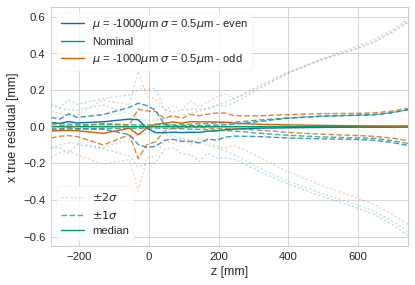 μ = -1000μm σ = 0.5μm - even
Nominal
μ = -1000μm σ = 0.5μm - odd
0.6
0.4
0.2
0.0
−0.2
−0.4
−0.6
x true residual [mm]
±2σ
±1σ
median
−200
0
200
400
600
z [mm]